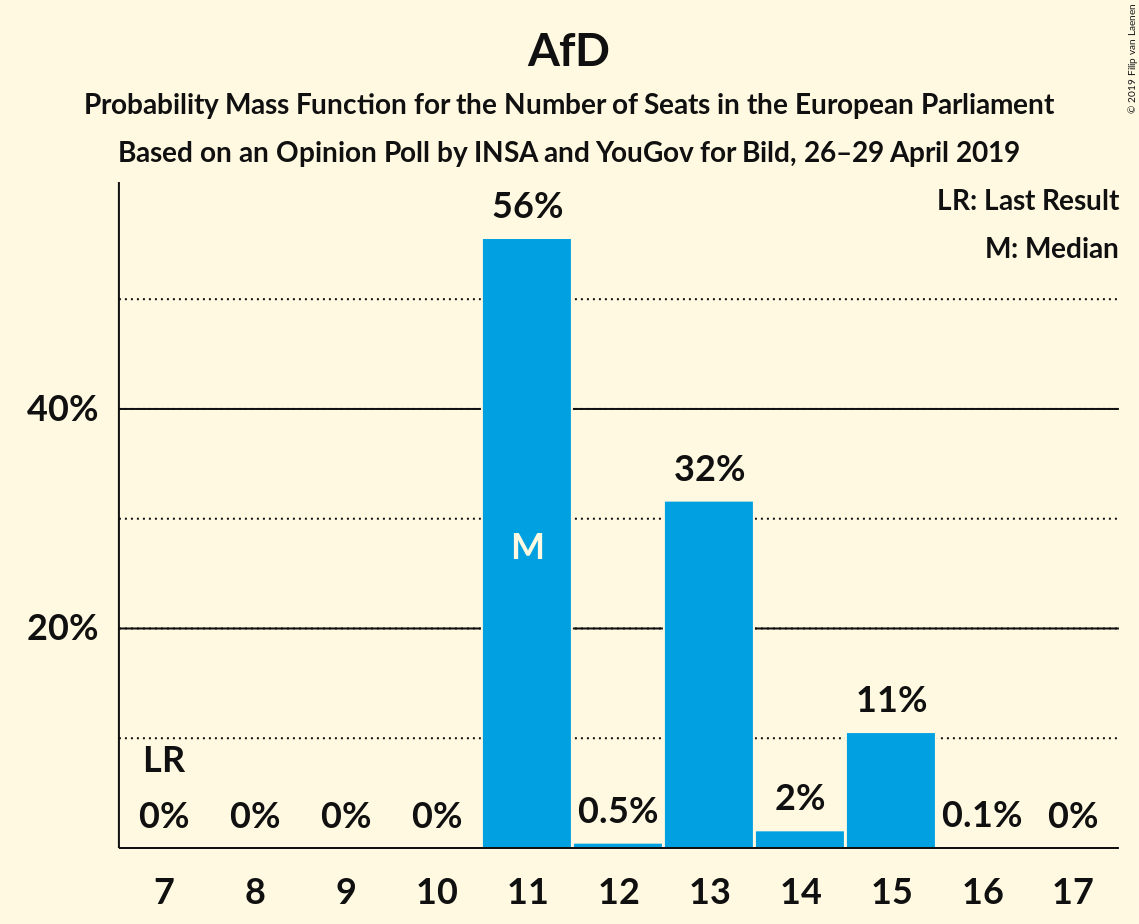 AfD
Probability Mass Function for the Number of Seats in the European Parliament
Based on an Opinion Poll by INSA and YouGov for Bild, 26–29 April 2019
© 2019 Filip van Laenen
LR: Last Result
M: Median
56%
40%
32%
M
20%
11%
LR
2%
0% 0% 0% 0% 0.5% 0.1% 0%
7 8 9 10 11 12 13 14 15 16 17